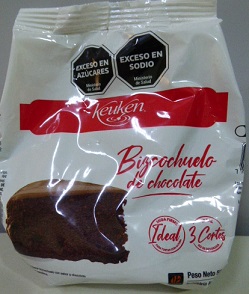 EXCESO EN
AZÚCARES
Ministerio
de Salud
EXCESO EN
SODIO
Ministerio
de Salud
keuken
Bizcochuelo
de chocolate
Ideal
3 Cortes
Peso Neto